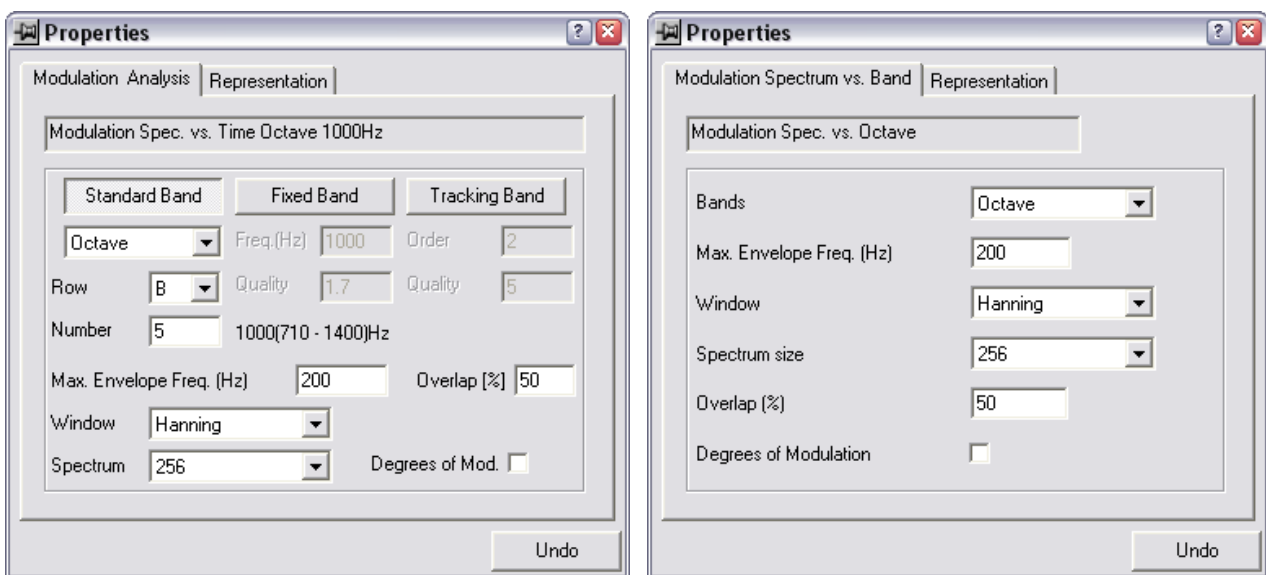 Properties
Modulation Analysis Representation
Modulation Spec. vs. Time Octave 1000Hz
Standard Band Fixed Band Tracking Band
Octave Freq.(Hz) 1000 Order 2
Row B Quality 1.7 Quality 5
Number 5 1000(710 - 1400)Hz
Max. Envelope Freq. (Hz) 200 Overlap [%] 50
Window Hanning
Spectrum 256 Degrees of Mod.
Undo
Properties
Modulation Spectrum vs. Band Representation
Modulation Spec. vs. Octave
Bands Octave
Max. Envelope Freq. (Hz) 200
Window Hanning
Spectrum size 256
Overlap (%) 50
Degrees of Modulation
Undo